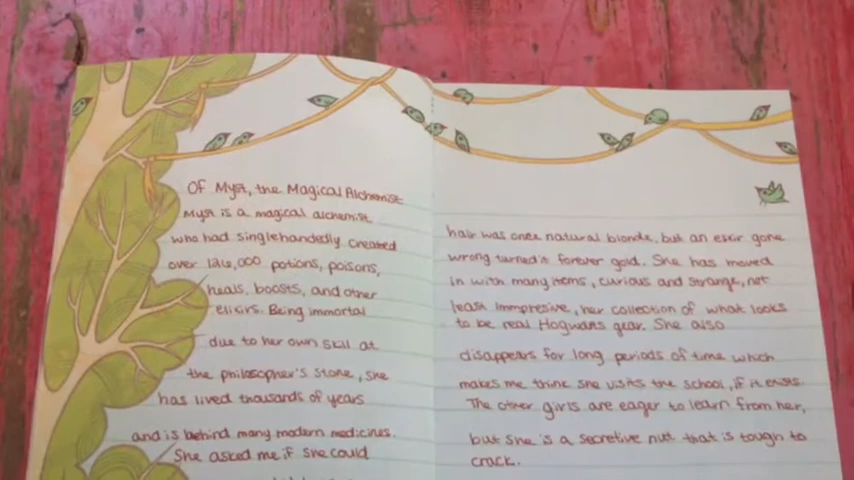 Of Myst, the Magical Alchemist
Myst is a magical alchemist
who had singlehandedly created
over potions, poisons,
heals, boosts, and other
elixirs. Being immortal
due to her own skill at
the philosopher's stone, she
has lived thousands of years
and is behind many modern medicines.
She asked me if she could
hair was once natural blonde, but an exlir gone
wrong turned it forever gold. She has moved
in with many items, curious and strange, not
least immpresive, her collection of what looks
to be real Hogwarts gear. She also
disappears for long periods of time which
makes me think she visits the school, if it exists.
The other girls are eager to learn from her,
but she is a secretive nut that is tough to
crack.